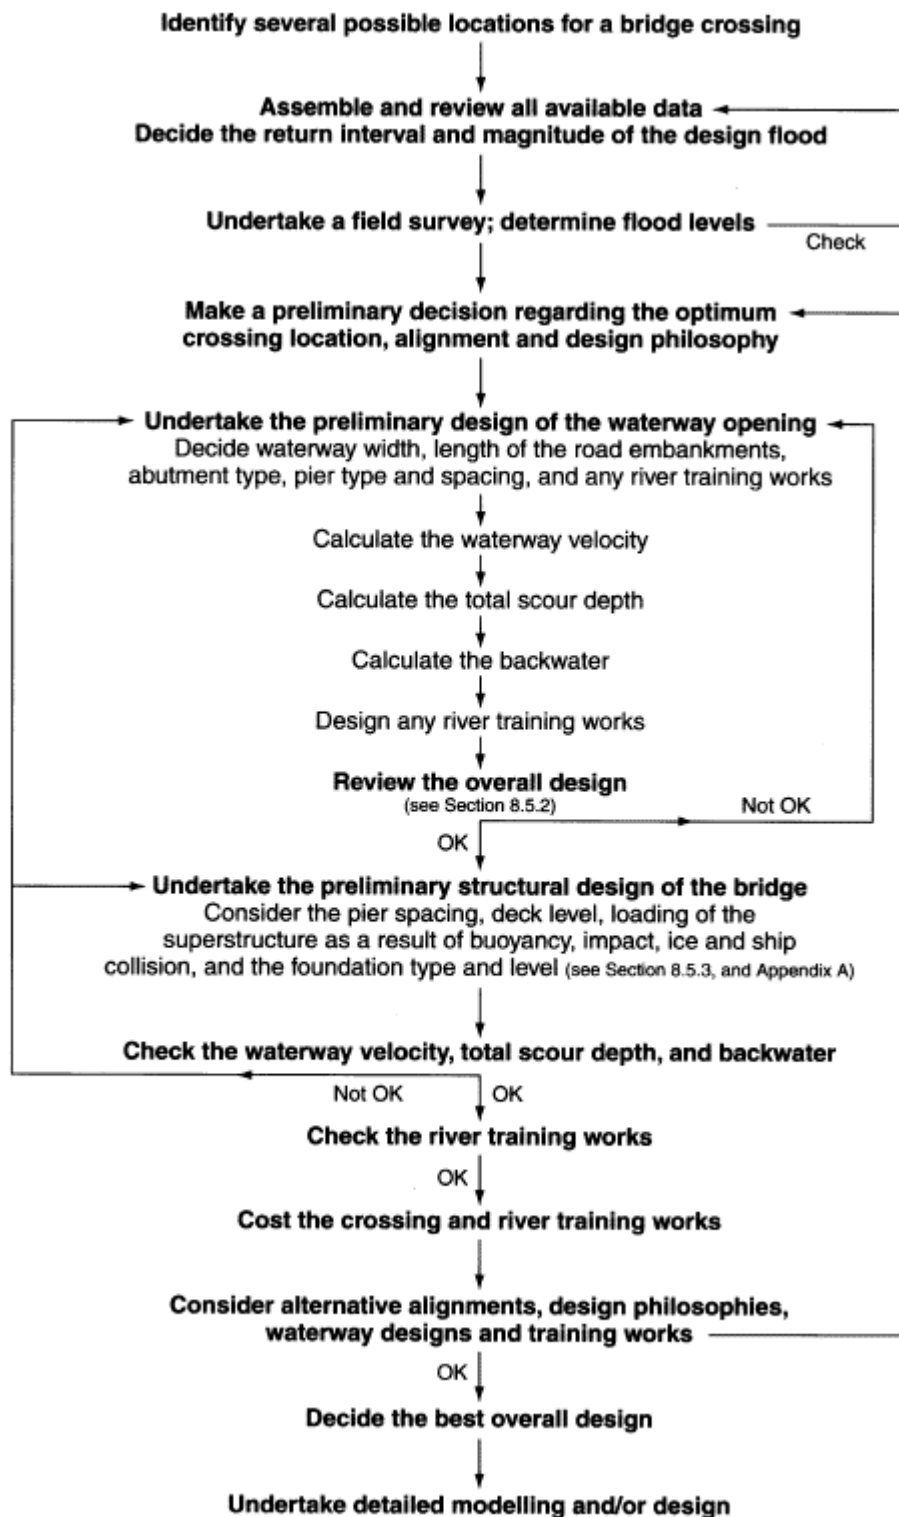 Identify several possible locations for a bridge crossing
Assemble and review all available data
Decide the return interval and magnitude of the design flood
Undertake a field survey; determine flood levels
Check
Make a preliminary decision regarding the optimum
crossing location, alignment and design philosophy
Undertake the preliminary design of the waterway opening
Decide waterway width, length of the road embankments,
abutment type, pier type and spacing, and any river training works
Calculate the waterway velocity
Calculate the total scour depth
Calculate the backwater
Design any river training works
Review the overall design
(see Section 8.5.2)
Not OK
OK
Undertake the preliminary structural design of the bridge
Consider the pier spacing, deck level, loading of the
superstructure as a result of buoyancy, impact, ice and ship
collision, and the foundation type and level (see Section 8.5.3, and Appendix A)
Check the waterway velocity, total scour depth, and backwater
Not OK
OK
Check the river training works
OK
Cost the crossing and river training works
Consider alternative alignments, design philosophies,
waterway designs and training works
OK
Decide the best overall design
Undertake detailed modelling and/or design